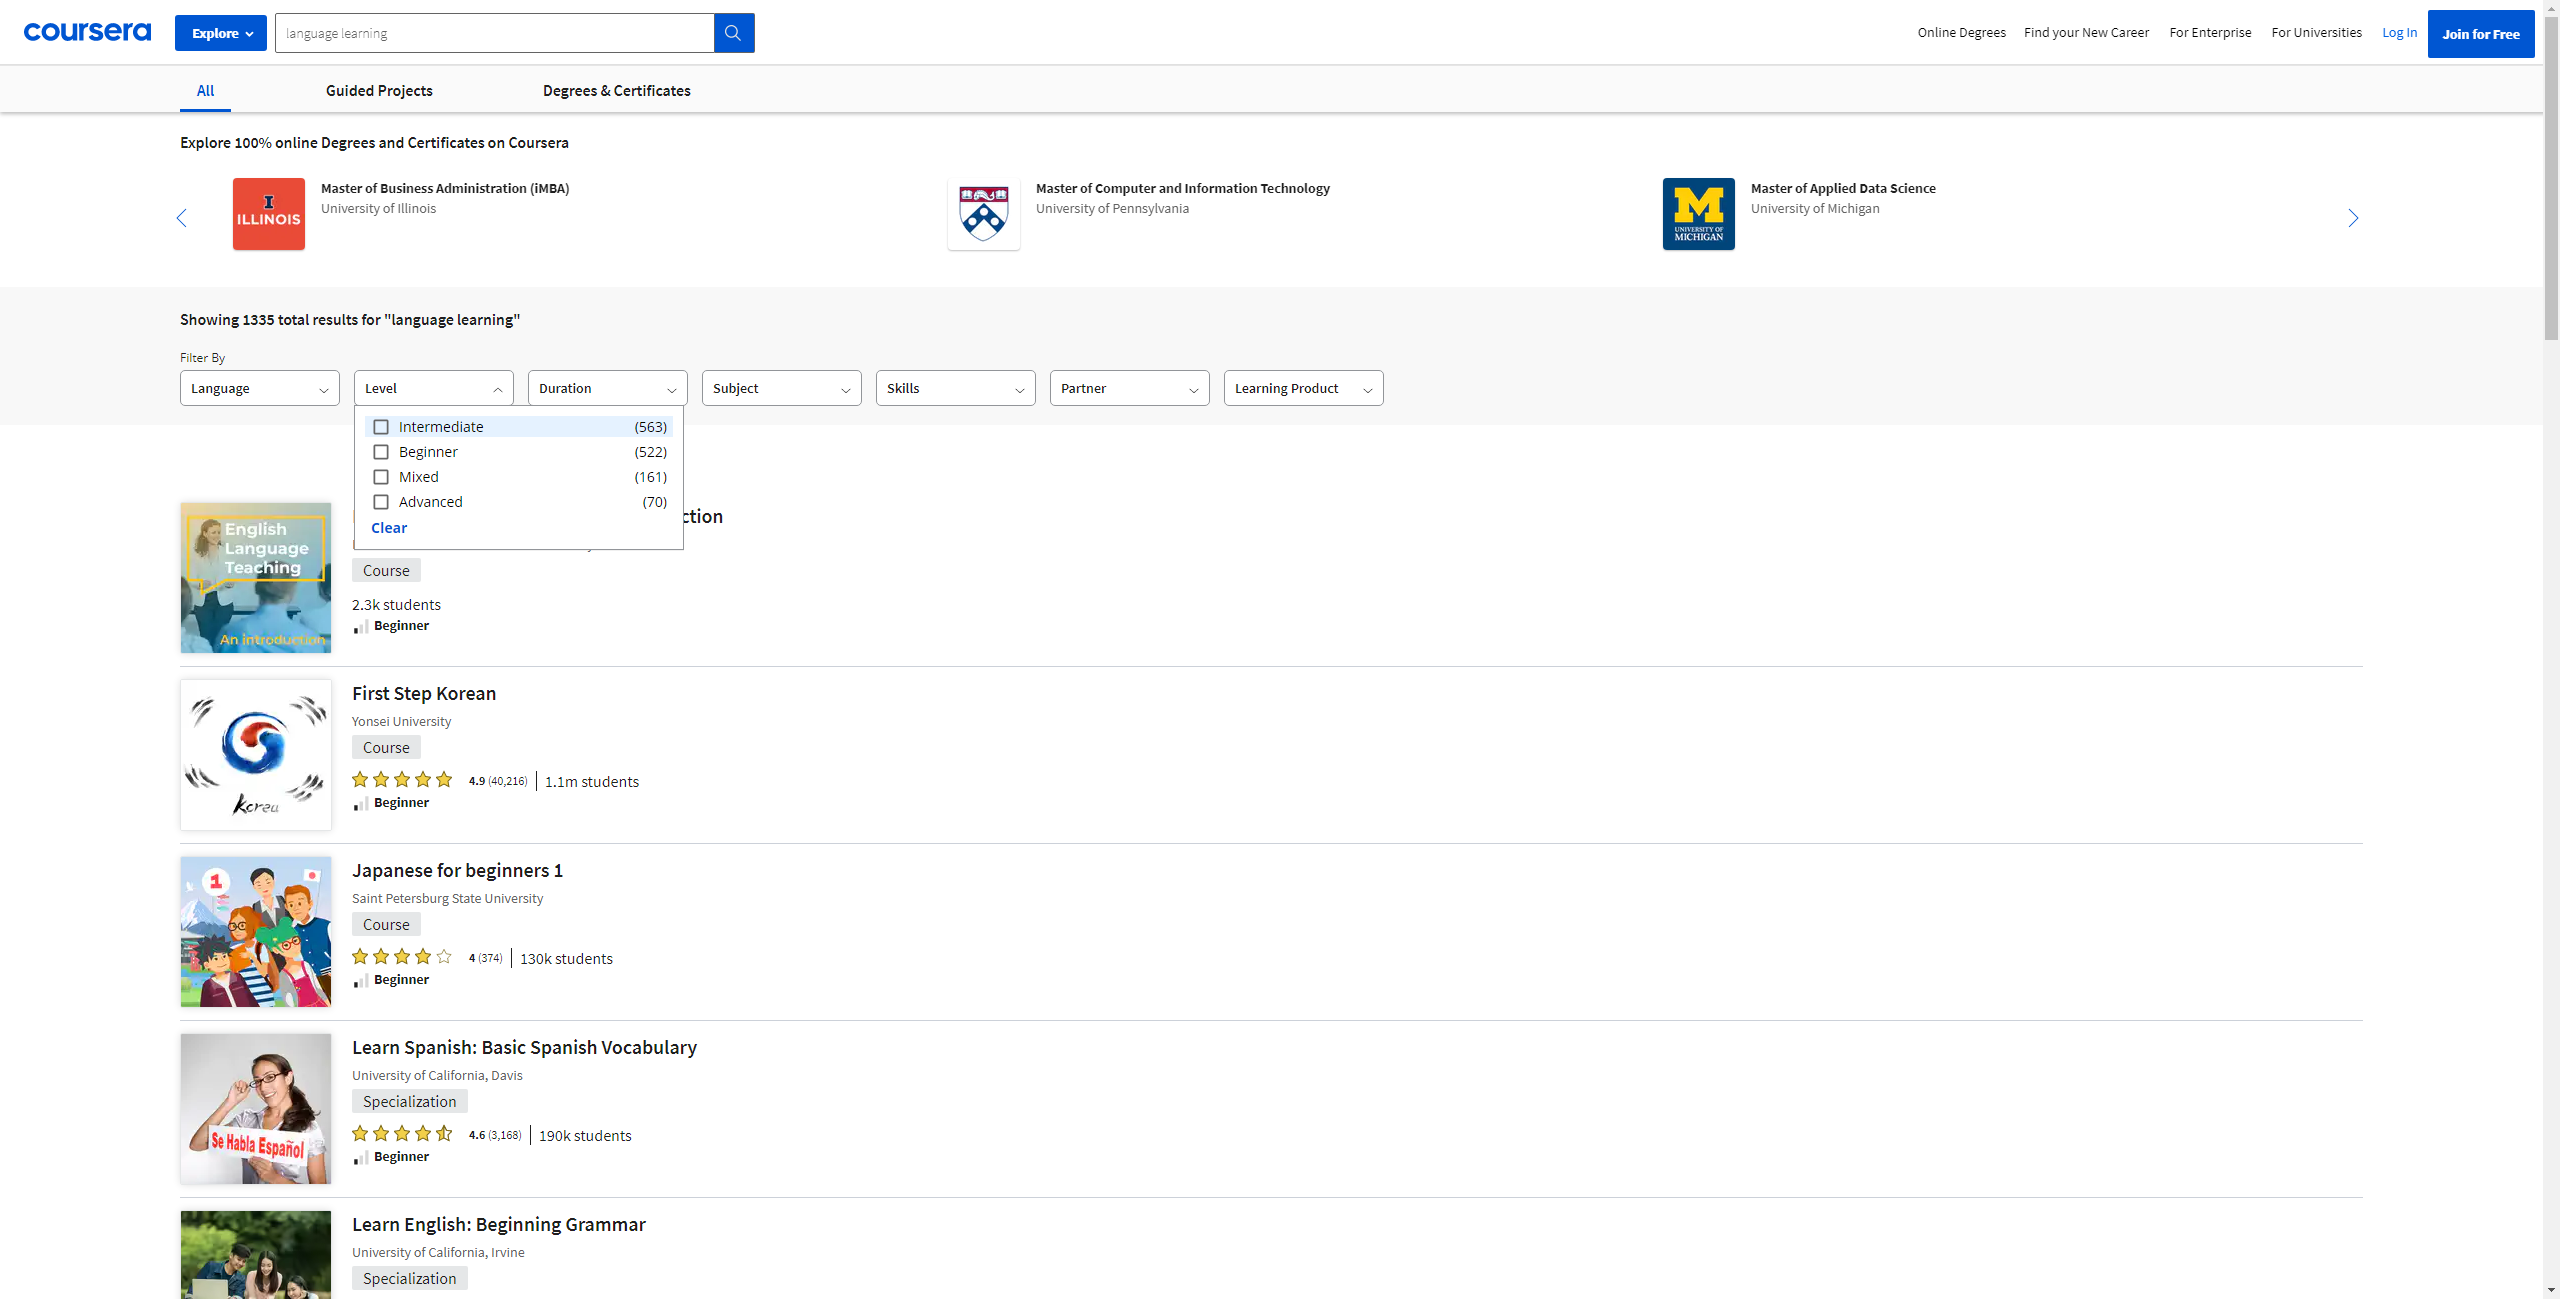 coursera
Explore
language learning
Online Degrees
Find your New Career
For Enterprise
For Universities
Log In
Join for Free
All
Guided Projects
Degrees & Certificates
Explore 100% online Degrees and Certificates on Coursera
I
ILLINOIS
Master of Business Administration (iMBA)
University of Illinois
Master of Computer and Information Technology
University of Pennsylvania
M
UNIVERSITY OF
MICHIGAN
Master of Applied Data Science
University of Michigan
Showing 1335 total results for "language learning"
Filter By
Language
Level
Duration
Subject
Skills
Partner
Learning Product
Intermediate (563)
Beginner (522)
Mixed (161)
Advanced (70)
Clear
English
Language
Teaching
An introduction
ction
Course
2.3k students
Beginner
Korea
First Step Korean
Yonsei University
Course
4.9 (40,216) 1.1m students
Beginner
1
Japanese for beginners 1
Saint Petersburg State University
Course
4 (374) 130k students
Beginner
Se Habla Español
Learn Spanish: Basic Spanish Vocabulary
University of California, Davis
Specialization
4.6 (3,168) 190k students
Beginner
Learn English: Beginning Grammar
University of California, Irvine
Specialization